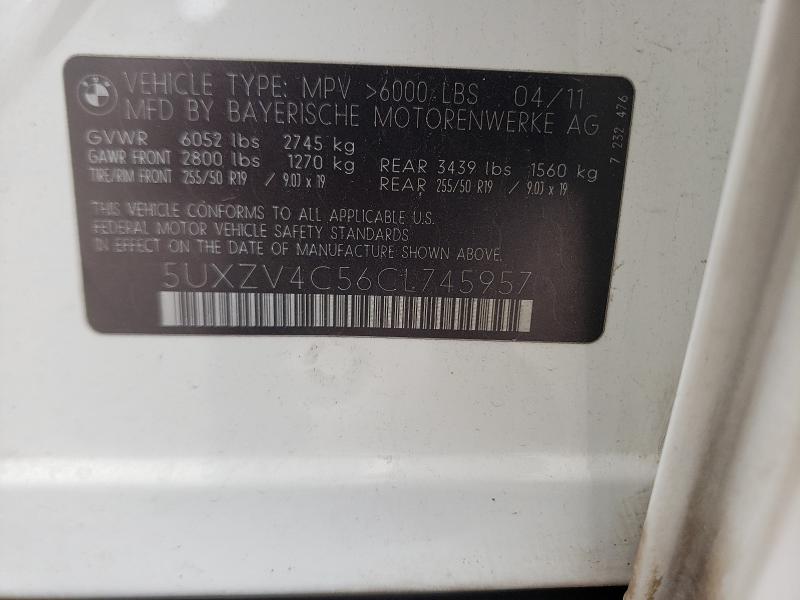 VEHICLE TYPE: MPV >6000 LBS 04/11
MFD BY BAYERISCHE MOTORENWERKE AG
GVWR 6052 lbs 2745 kg
GAWR FRONT 2800 lbs 1270 kg REAR 3439 lbs 1560 kg
TIRE/RIM FRONT 255/50 R19 / 9.0J x 19 REAR 255/50 R19 / 9.0J x 19
THIS VEHICLE CONFORMS TO ALL APPLICABLE U.S.
FEDERAL MOTOR VEHICLE SAFETY STANDARDS
IN EFFECT ON THE DATE OF MANUFACTURE SHOWN ABOVE.
5UXZV4C56CL745957
7 232 476